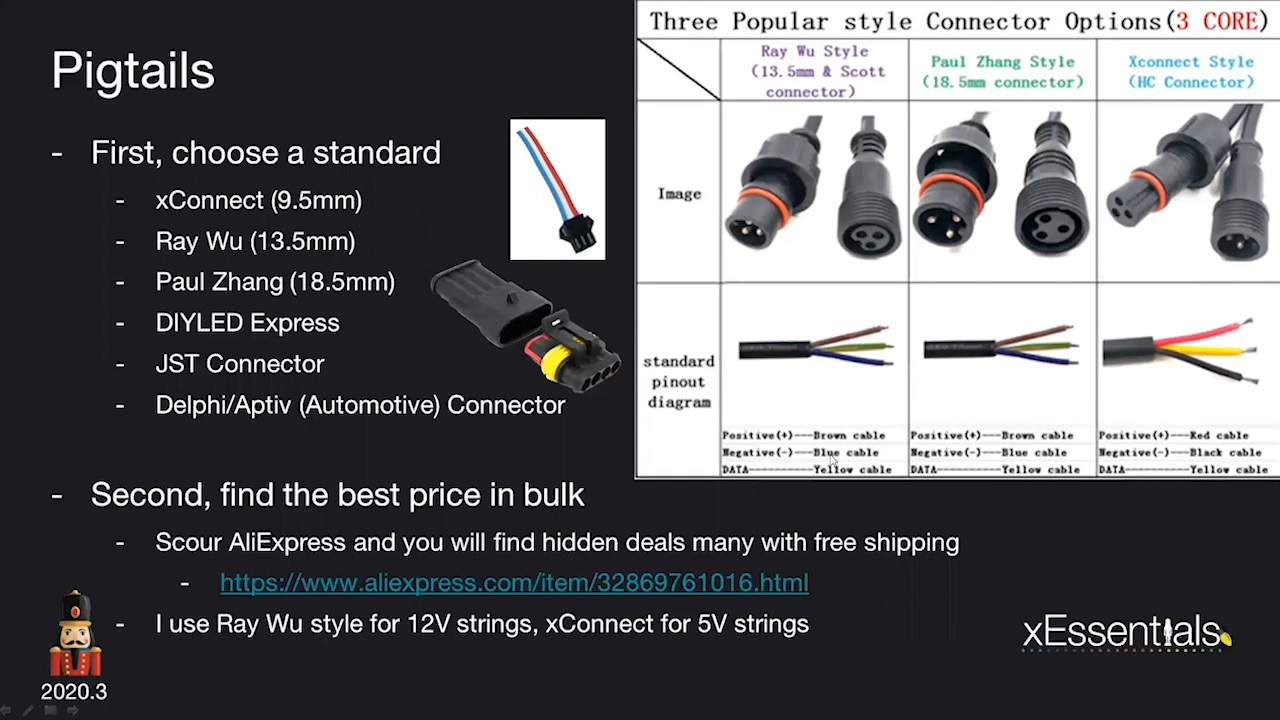 Pigtails
- First, choose a standard
- xConnect (9.5mm)
- Ray Wu (13.5mm)
- Paul Zhang (18.5mm)
- DIYLED Express
- JST Connector
- Delphi/Aptiv (Automotive) Connector
- Second, find the best price in bulk
- Scour AliExpress and you will find hidden deals many with free shipping
- https://www.aliexpress.com/item/32869761016.html
- I use Ray Wu style for 12V strings, xConnect for 5V strings
2020.3
Three Popular style Connector Options(3 CORE)
Ray Wu Style
(13.5mm & Scott
connector)
Paul Zhang Style
(18.5mm connector)
Xconnect Style
(HC Connector)
Image
standard
pinout
diagram
Positive(+)---Brown cable
Negative(-)---Blue cable
DATA----------Yellow cable
Positive(+)---Brown cable
Negative(-)---Blue cable
DATA----------Yellow cable
Positive(+)---Red cable
Negative(-)---Black cable
DATA----------Yellow cable
xEssentials